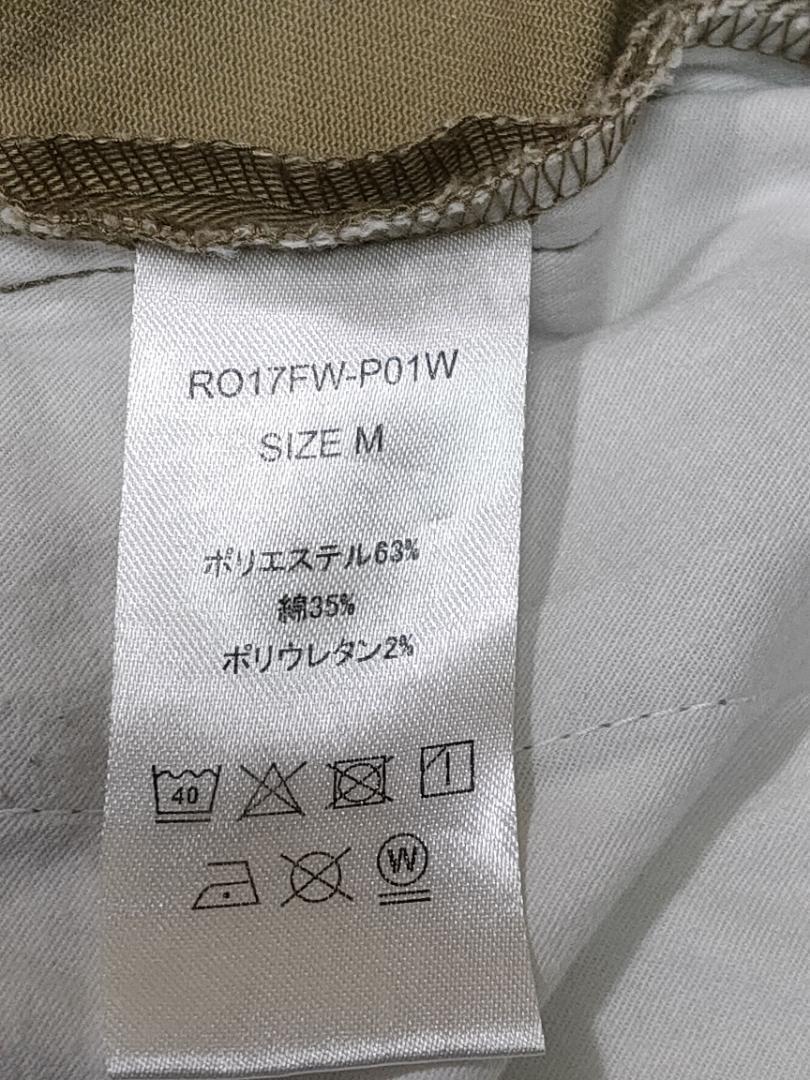 RO17FW-P01W
SIZE M
ポリエステル63%
綿35%
ポリウレタン2%
40
W